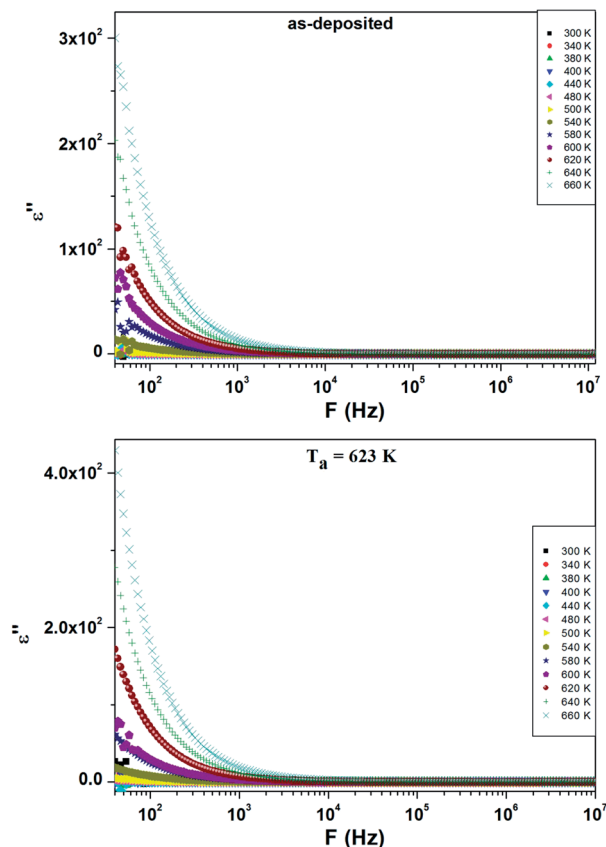 as-deposited
300 K
340 K
380 K
400 K
440 K
480 K
500 K
540 K
580 K
600 K
620 K
640 K
660 K
3x10²
2x10²
1x10²
0
ε''
10² 10³ 10⁴ 10⁵ 10⁶ 10⁷
F (Hz)
Tₐ = 623 K
300 K
340 K
380 K
400 K
440 K
480 K
500 K
540 K
580 K
600 K
620 K
640 K
660 K
4.0x10²
2.0x10²
0.0
ε''
10² 10³ 10⁴ 10⁵ 10⁶ 10⁷
F (Hz)